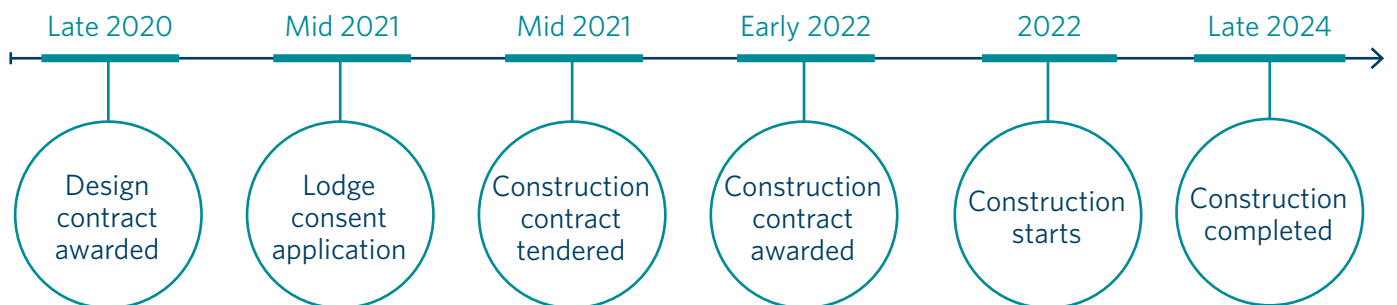 Late 2020
Mid 2021
Mid 2021
Early 2022
2022
Late 2024
Design
contract
awarded
Lodge
consent
application
Construction
contract
tendered
Construction
contract
awarded
Construction
starts
Construction
completed